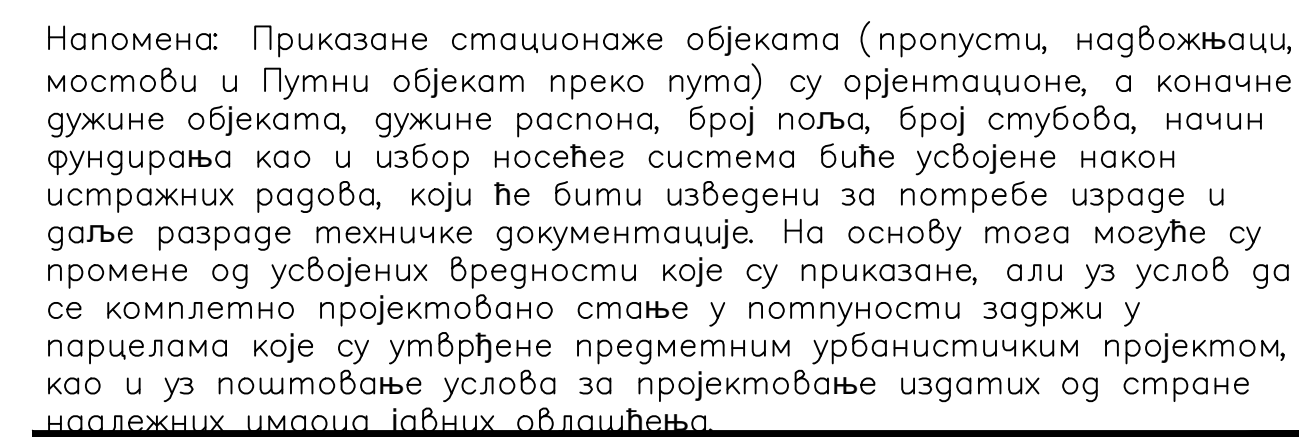 Напомена: Приказане стационаже објеката (пропусти, надвожњаци,
мостови и Путни објекат преко пута) су орјентационе, а коначне
дужине објеката, дужине распона, број поља, број стубова, начин
фундирања као и избор носећег система биће усвојене након
истражних радова, који ће бити изведени за потребе израде и
даље разраде техничке документације. На основу тога могуће су
промене од усвојених вредности које су приказане, али уз услов да
се комплетно пројектовано стање у потпуности задржи у
парцелама које су утврђене предметним урбанистичким пројектом,
као и уз поштовање услова за пројектовање издатих од стране
надлежних имаоца јавних овлашћења.